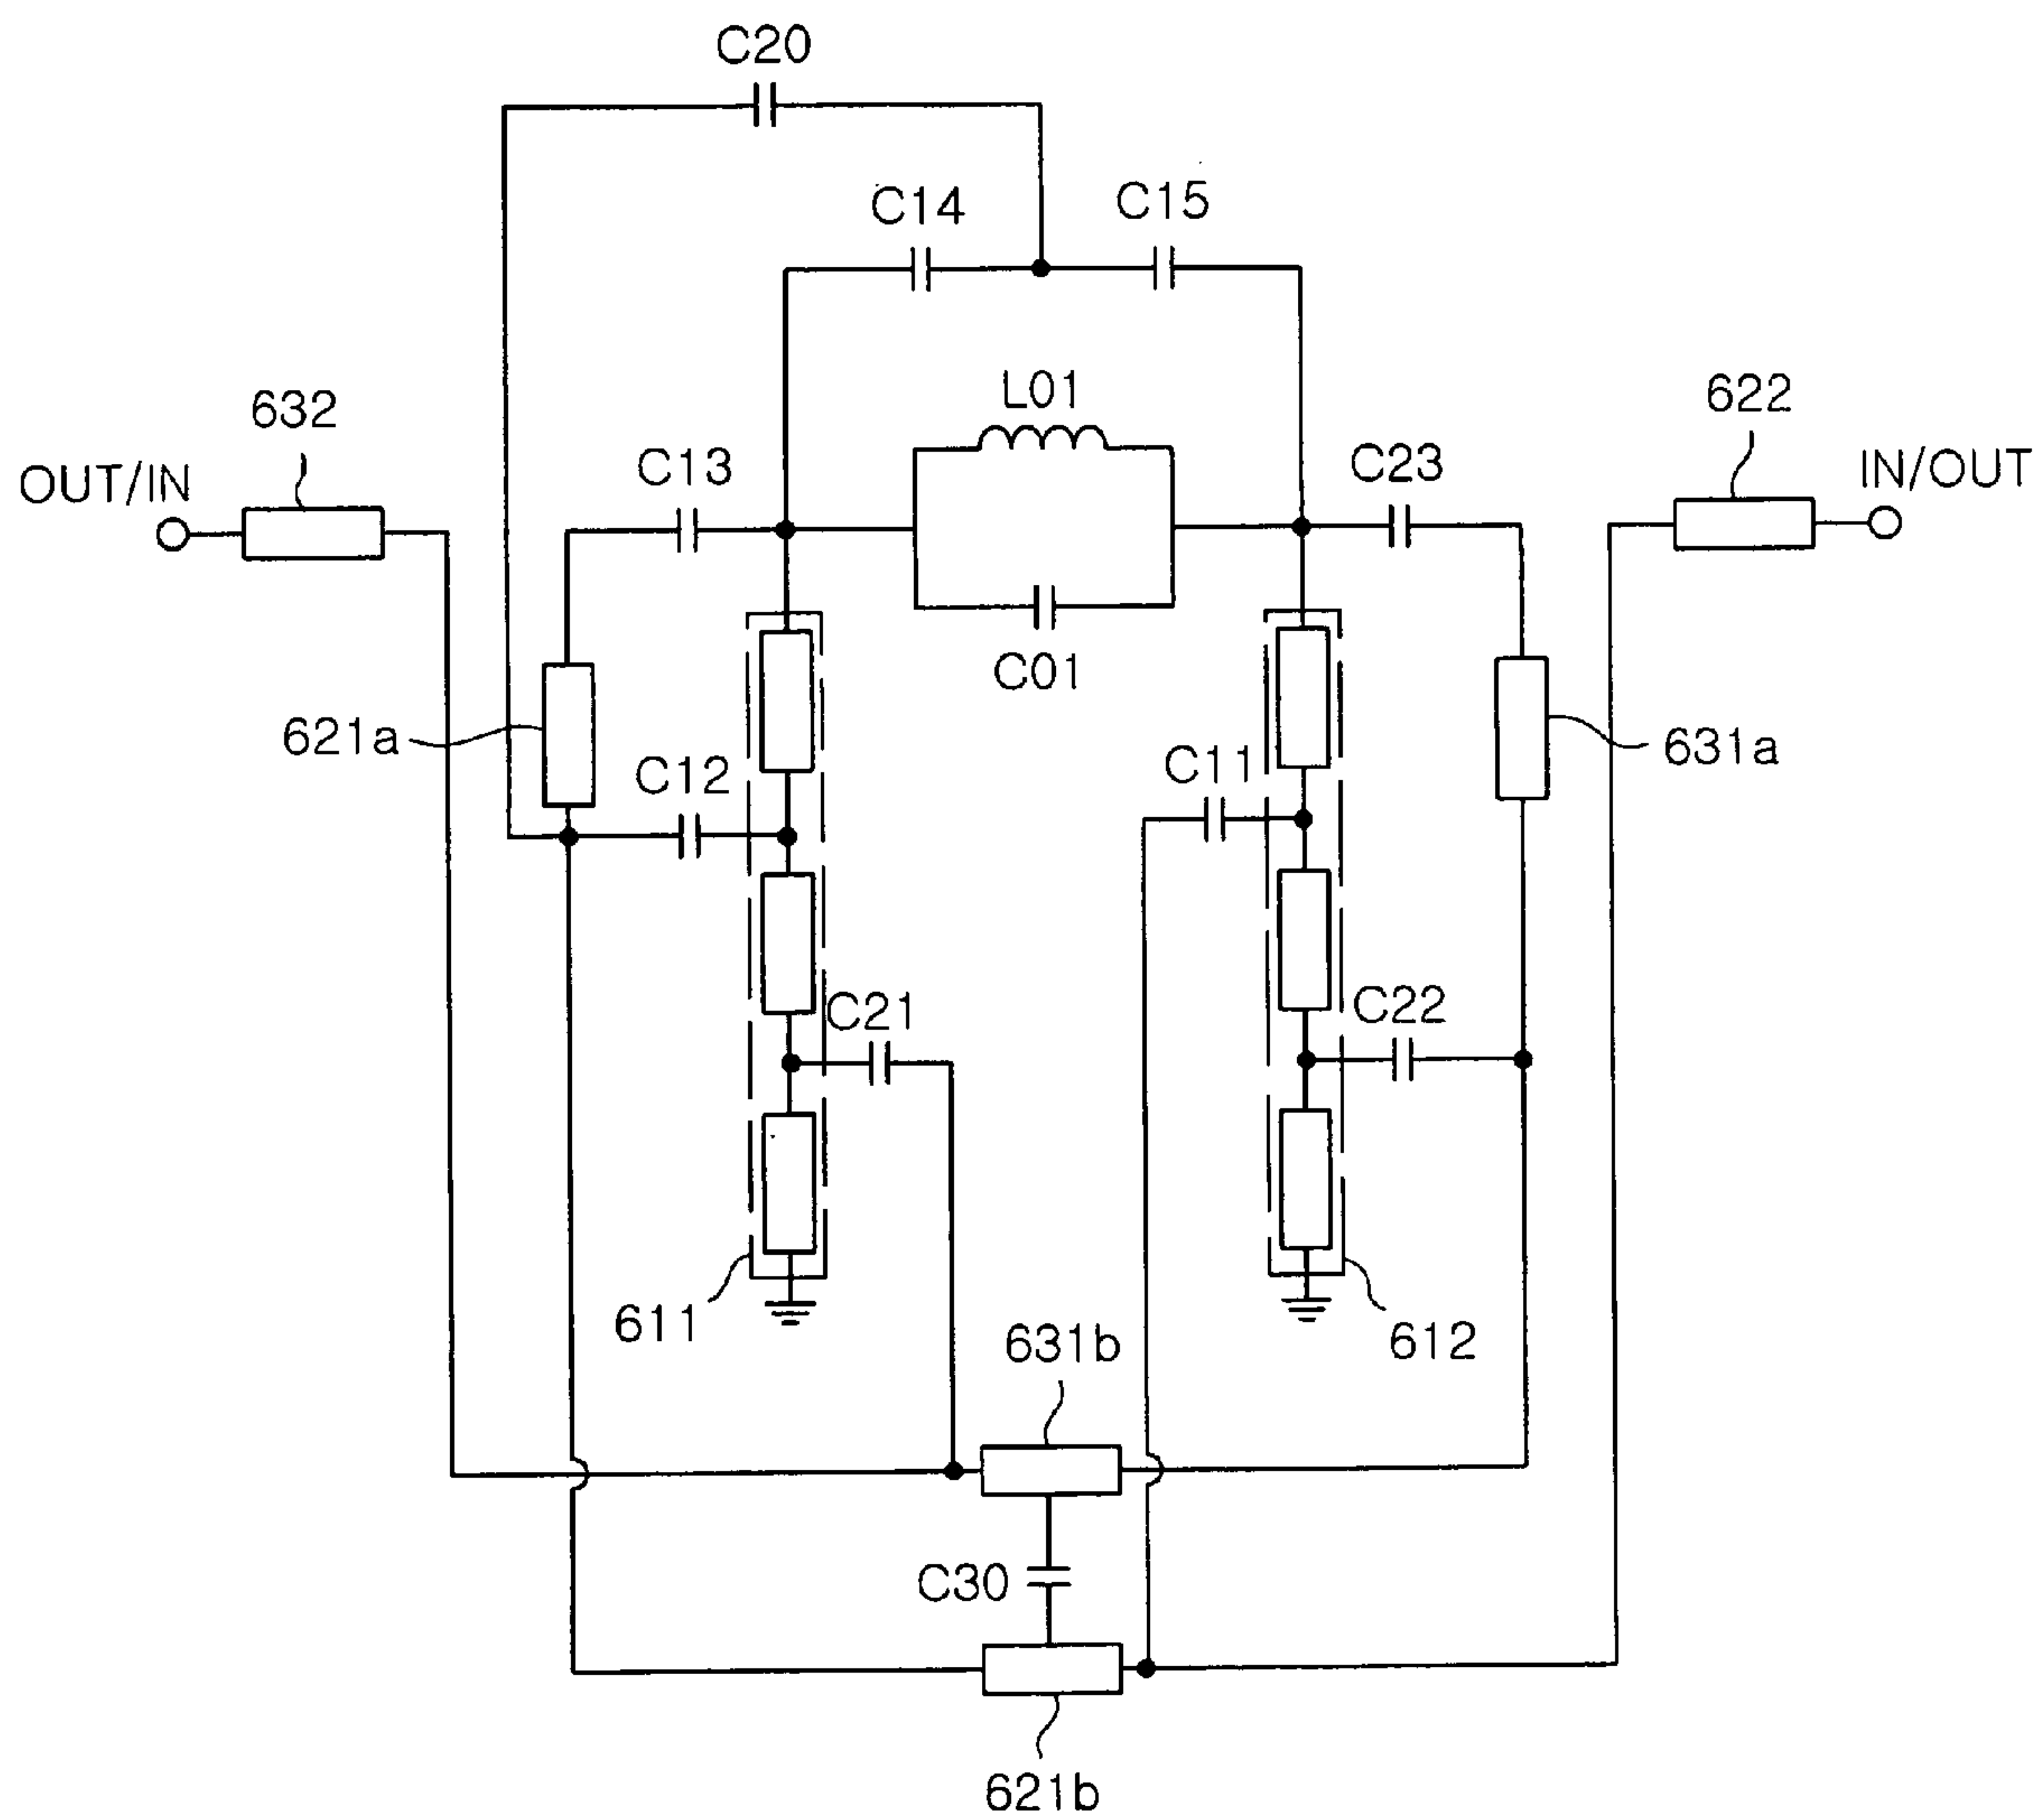 C20
C14
C15
L01
632
622
OUT/IN
C13
C23
IN/OUT
C01
621a
C12
C11
631a
C21
C22
611
631b
612
C30
621b